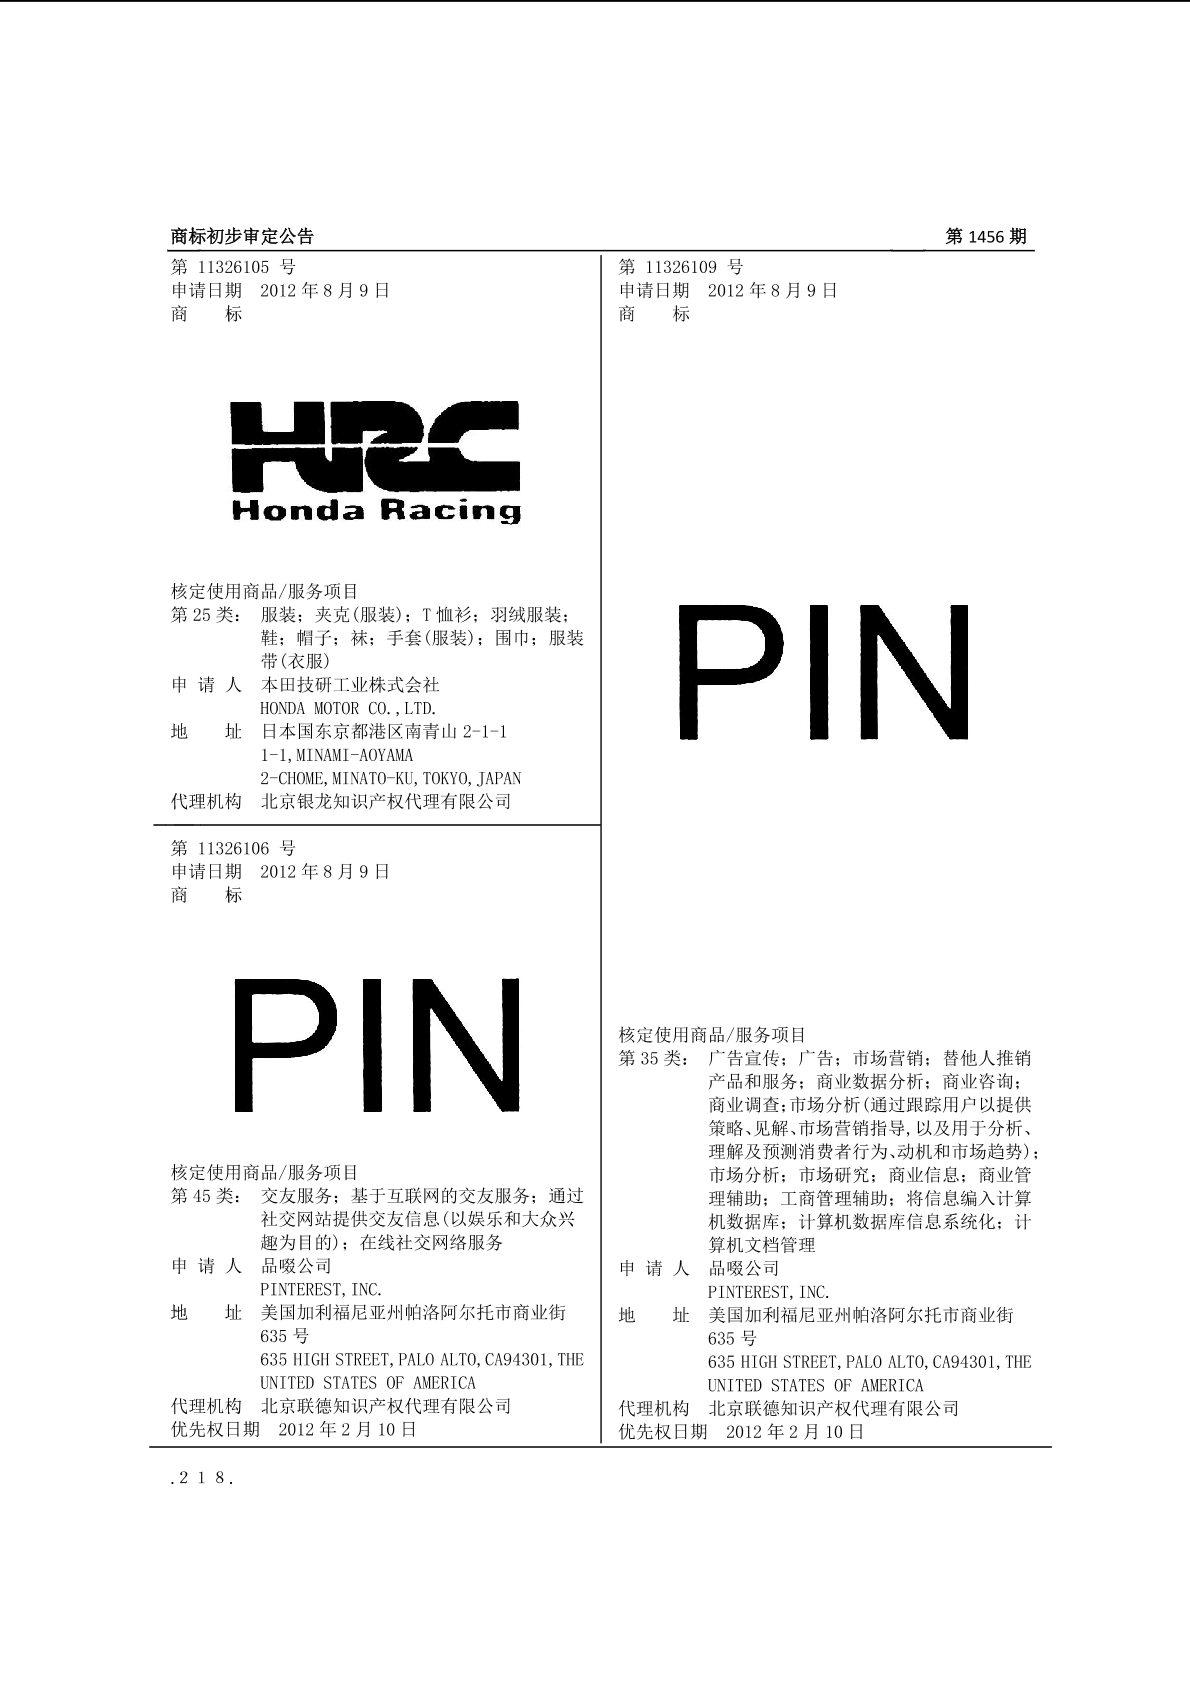 商标初步审定公告 第 1456 期
第 11326105 号
申请日期 2012 年 8 月 9 日
商 标
HRC
Honda Racing
核定使用商品/服务项目
第 25 类： 服装；夹克(服装)；T 恤衫；羽绒服装；
鞋；帽子；袜；手套(服装)；围巾；服装
带(衣服)
申 请 人 本田技研工业株式会社
HONDA MOTOR CO.,LTD.
地 址 日本国东京都港区南青山 2-1-1
1-1,MINAMI-AOYAMA
2-CHOME,MINATO-KU,TOKYO,JAPAN
代理机构 北京银龙知识产权代理有限公司
第 11326106 号
申请日期 2012 年 8 月 9 日
商 标
PIN
核定使用商品/服务项目
第 45 类： 交友服务；基于互联网的交友服务；通过
社交网站提供交友信息(以娱乐和大众兴
趣为目的)；在线社交网络服务
申 请 人 品啜公司
PINTEREST,INC.
地 址 美国加利福尼亚州帕洛阿尔托市商业街
635 号
635 HIGH STREET,PALO ALTO,CA94301,THE
UNITED STATES OF AMERICA
代理机构 北京联德知识产权代理有限公司
优先权日期 2012 年 2 月 10 日
第 11326109 号
申请日期 2012 年 8 月 9 日
商 标
PIN
核定使用商品/服务项目
第 35 类： 广告宣传；广告；市场营销；替他人推销
产品和服务；商业数据分析；商业咨询；
商业调查;市场分析(通过跟踪用户以提供
策略、见解、市场营销指导,以及用于分析、
理解及预测消费者行为、动机和市场趋势)；
市场分析；市场研究；商业信息；商业管
理辅助；工商管理辅助；将信息编入计算
机数据库；计算机数据库信息系统化；计
算机文档管理
申 请 人 品啜公司
PINTEREST,INC.
地 址 美国加利福尼亚州帕洛阿尔托市商业街
635 号
635 HIGH STREET,PALO ALTO,CA94301,THE
UNITED STATES OF AMERICA
代理机构 北京联德知识产权代理有限公司
优先权日期 2012 年 2 月 10 日
.218.